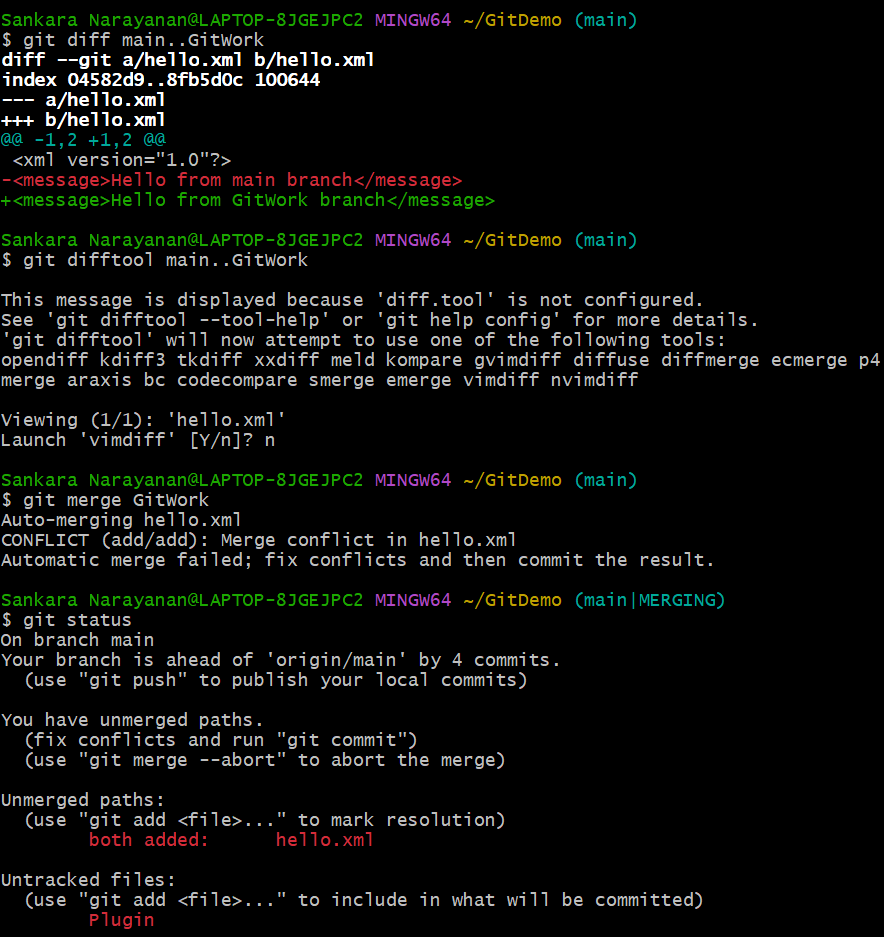 Sankara Narayanan@LAPTOP-8JGEJPC2 MINGW64 ~/GitDemo (main)
$ git diff main..GitWork
diff --git a/hello.xml b/hello.xml
index 04582d9..8fb5d0c 100644
--- a/hello.xml
+++ b/hello.xml
@@ -1,2 +1,2 @@
 <xml version="1.0"?>
-<message>Hello from main branch</message>
+<message>Hello from GitWork branch</message>
Sankara Narayanan@LAPTOP-8JGEJPC2 MINGW64 ~/GitDemo (main)
$ git difftool main..GitWork
This message is displayed because 'diff.tool' is not configured.
See 'git difftool --tool-help' or 'git help config' for more details.
'git difftool' will now attempt to use one of the following tools:
opendiff kdiff3 tkdiff xxdiff meld kompare gvimdiff diffuse diffmerge ecmerge p4
merge araxis bc codecompare smerge emerge vimdiff nvimdiff
Viewing (1/1): 'hello.xml'
Launch 'vimdiff' [Y/n]? n
Sankara Narayanan@LAPTOP-8JGEJPC2 MINGW64 ~/GitDemo (main)
$ git merge GitWork
Auto-merging hello.xml
CONFLICT (add/add): Merge conflict in hello.xml
Automatic merge failed; fix conflicts and then commit the result.
Sankara Narayanan@LAPTOP-8JGEJPC2 MINGW64 ~/GitDemo (main|MERGING)
$ git status
On branch main
Your branch is ahead of 'origin/main' by 4 commits.
  (use "git push" to publish your local commits)
You have unmerged paths.
  (fix conflicts and run "git commit")
  (use "git merge --abort" to abort the merge)
Unmerged paths:
  (use "git add <file>..." to mark resolution)
        both added:      hello.xml
Untracked files:
  (use "git add <file>..." to include in what will be committed)
        Plugin